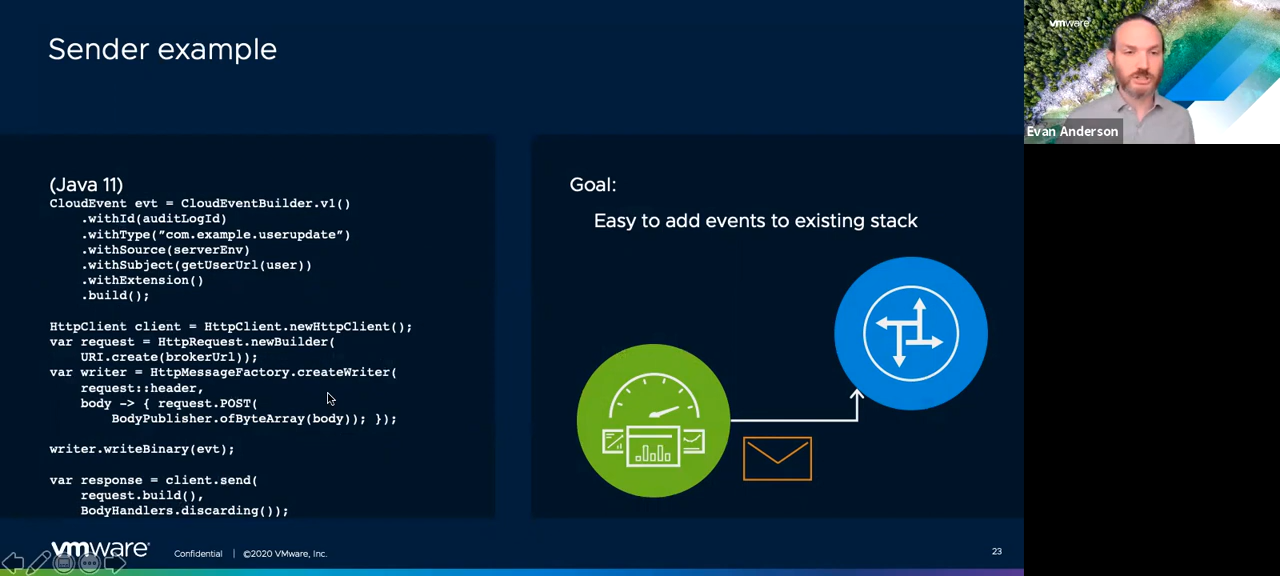 Sender example
(Java 11)
CloudEvent evt = CloudEventBuilder.v1()
    .withId(auditLogId)
    .withType(”com.example.userupdate”)
    .withSource(serverEnv)
    .withSubject(getUserUrl(user))
    .withExtension()
    .build();
HttpClient client = HttpClient.newHttpClient();
var request = HttpRequest.newBuilder(
    URI.create(brokerUrl));
var writer = HttpMessageFactory.createWriter(
    request::header,
    body -> { request.POST(
        BodyPublisher.ofByteArray(body)); });
writer.writeBinary(evt);
var response = client.send(
    request.build(),
    BodyHandlers.discarding());
Goal:
Easy to add events to existing stack
vmware®
Confidential | ©2020 VMware, Inc.
23
vmware
Evan Anderson